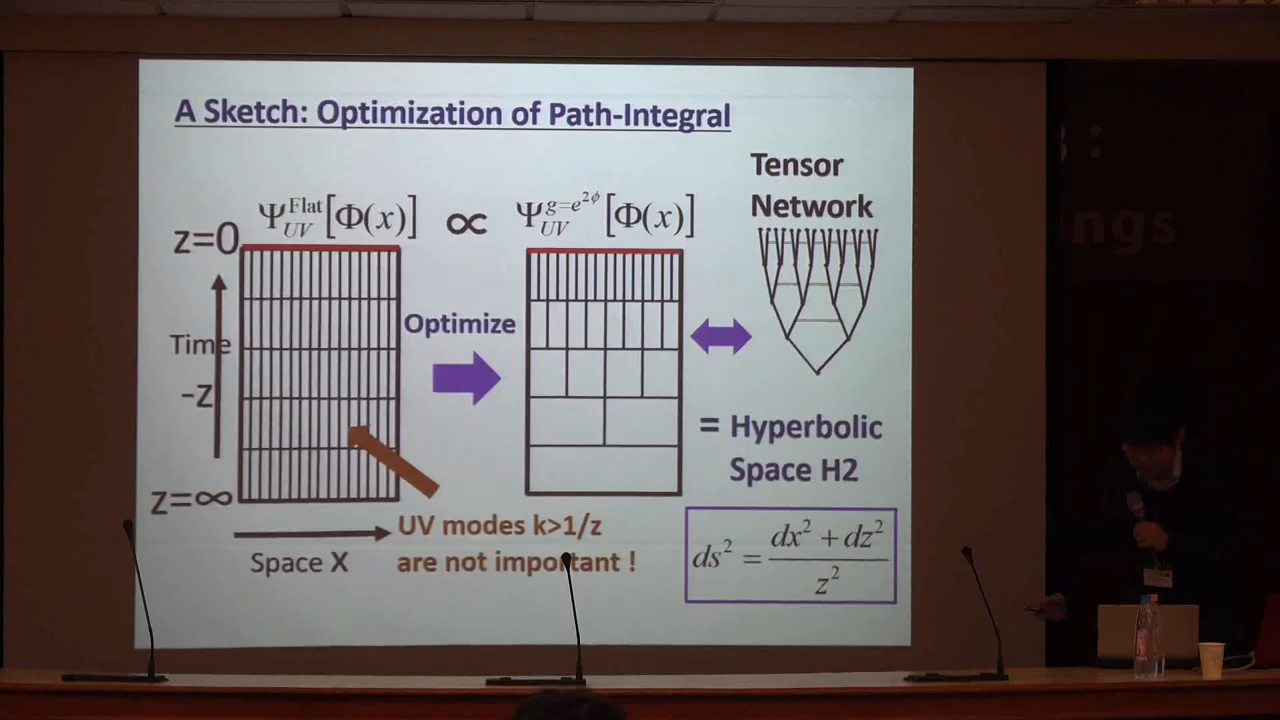 A Sketch: Optimization of Path-Integral
Ψ^Flat_UV [Φ(x)] ∝ Ψ^{g=e^{2φ}}_UV [Φ(x)]
Tensor
Network
z=0
Time
-z
z=∞
Space X
Optimize
UV modes k>1/z
are not important !
= Hyperbolic
Space H2
ds² = (dx² + dz²) / z²
ngs